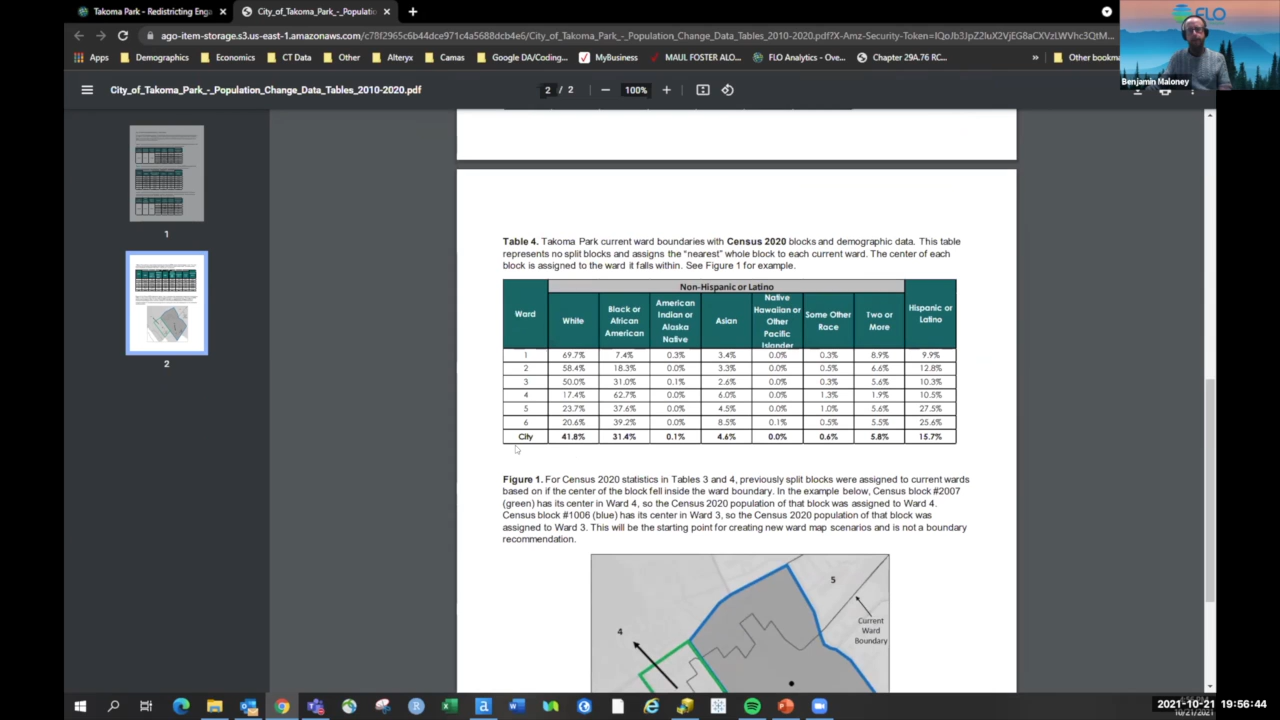 Takoma Park - Redistricting Enga
City_of_Takoma_Park_-_Populatio
ago-item-storage.s3.us-east-1.amazonaws.com/c78f2965c6b44dce971c4a5688dcb4e6/City_of_Takoma_Park_-_Population_Change_Data_Tables_2010-2020.pdf?X-Amz-Security-Token=
Apps Demographics Economics CT Data Other Alteryx Camas Google DA/Coding... MyBusiness MAUL FOSTER ALO... FLO Analytics - Ove... Chapter 29A.76 RC... » Other bookma
FLO
Benjamin Maloney
City_of_Takoma_Park_-_Population_Change_Data_Tables_2010-2020.pdf
2 / 2
100%
1
2
Table 4. Takoma Park current ward boundaries with Census 2020 blocks and demographic data. This table
represents no split blocks and assigns the "nearest" whole block to each current ward. The center of each
block is assigned to the ward it falls within. See Figure 1 for example.
Non-Hispanic or Latino
Ward
White
Black or
African
American
American
Indian or
Alaska
Native
Asian
Native
Hawaiian or
Other
Pacific
Islander
Some Other
Race
Two or
More
Hispanic or
Latino
1 69.7% 7.4% 0.3% 3.4% 0.0% 0.3% 8.9% 9.9%
2 58.4% 18.3% 0.0% 3.3% 0.0% 0.5% 6.6% 12.8%
3 50.0% 31.0% 0.1% 2.6% 0.0% 0.3% 5.6% 10.3%
4 17.4% 62.7% 0.0% 6.0% 0.0% 1.3% 1.9% 10.5%
5 23.7% 37.6% 0.0% 4.5% 0.0% 1.0% 5.6% 27.5%
6 20.6% 39.2% 0.0% 8.5% 0.1% 0.5% 5.5% 25.6%
City 41.8% 31.4% 0.1% 4.6% 0.0% 0.6% 5.8% 15.7%
Figure 1. For Census 2020 statistics in Tables 3 and 4, previously split blocks were assigned to current wards
based on if the center of the block fell inside the ward boundary. In the example below, Census block #2007
(green) has its center in Ward 4, so the Census 2020 population of that block was assigned to Ward 4.
Census block #1006 (blue) has its center in Ward 3, so the Census 2020 population of that block was
assigned to Ward 3. This will be the starting point for creating new ward map scenarios and is not a boundary
recommendation.
5
Current
Ward
Boundary
4
2021-10-21 19:56:44